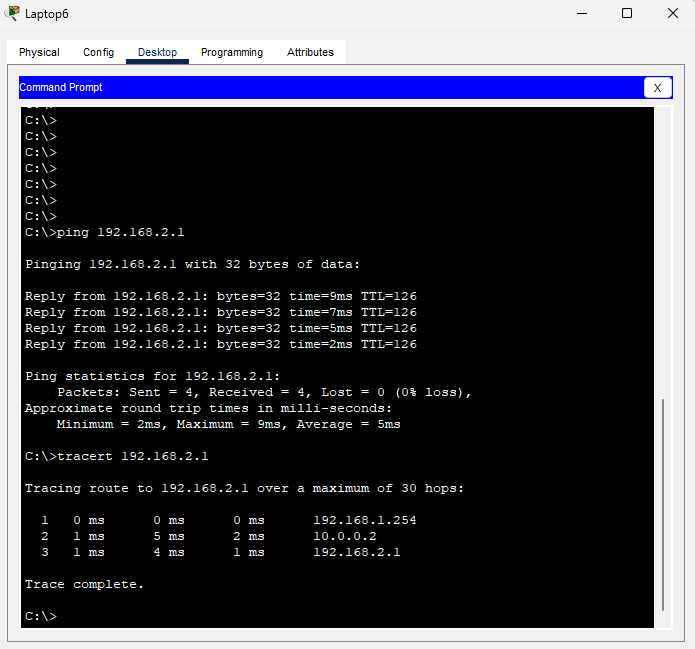 Laptop6
Physical Config Desktop Programming Attributes
Command Prompt X
C:\>
C:\>
C:\>
C:\>
C:\>
C:\>
C:\>
C:\>ping 192.168.2.1
Pinging 192.168.2.1 with 32 bytes of data:
Reply from 192.168.2.1: bytes=32 time=9ms TTL=126
Reply from 192.168.2.1: bytes=32 time=7ms TTL=126
Reply from 192.168.2.1: bytes=32 time=5ms TTL=126
Reply from 192.168.2.1: bytes=32 time=2ms TTL=126
Ping statistics for 192.168.2.1:
Packets: Sent = 4, Received = 4, Lost = 0 (0% loss),
Approximate round trip times in milli-seconds:
Minimum = 2ms, Maximum = 9ms, Average = 5ms
C:\>tracert 192.168.2.1
Tracing route to 192.168.2.1 over a maximum of 30 hops:
1 0 ms 0 ms 0 ms 192.168.1.254
2 1 ms 5 ms 2 ms 10.0.0.2
3 1 ms 4 ms 1 ms 192.168.2.1
Trace complete.
C:\>